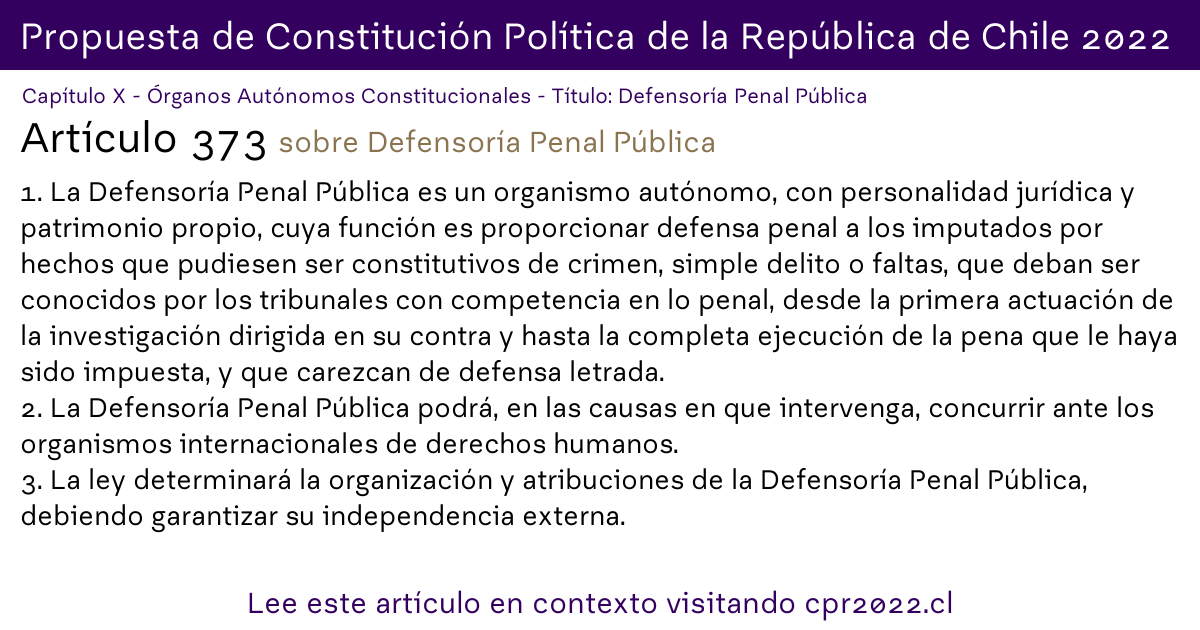 Propuesta de Constitución Política de la República de Chile 2022
Capítulo X - Órganos Autónomos Constitucionales - Título: Defensoría Penal Pública
Artículo 373 sobre Defensoría Penal Pública
1. La Defensoría Penal Pública es un organismo autónomo, con personalidad jurídica y
patrimonio propio, cuya función es proporcionar defensa penal a los imputados por
hechos que pudiesen ser constitutivos de crimen, simple delito o faltas, que deban ser
conocidos por los tribunales con competencia en lo penal, desde la primera actuación de
la investigación dirigida en su contra y hasta la completa ejecución de la pena que le haya
sido impuesta, y que carezcan de defensa letrada.
2. La Defensoría Penal Pública podrá, en las causas en que intervenga, concurrir ante los
organismos internacionales de derechos humanos.
3. La ley determinará la organización y atribuciones de la Defensoría Penal Pública,
debiendo garantizar su independencia externa.
Lee este artículo en contexto visitando cpr2022.cl